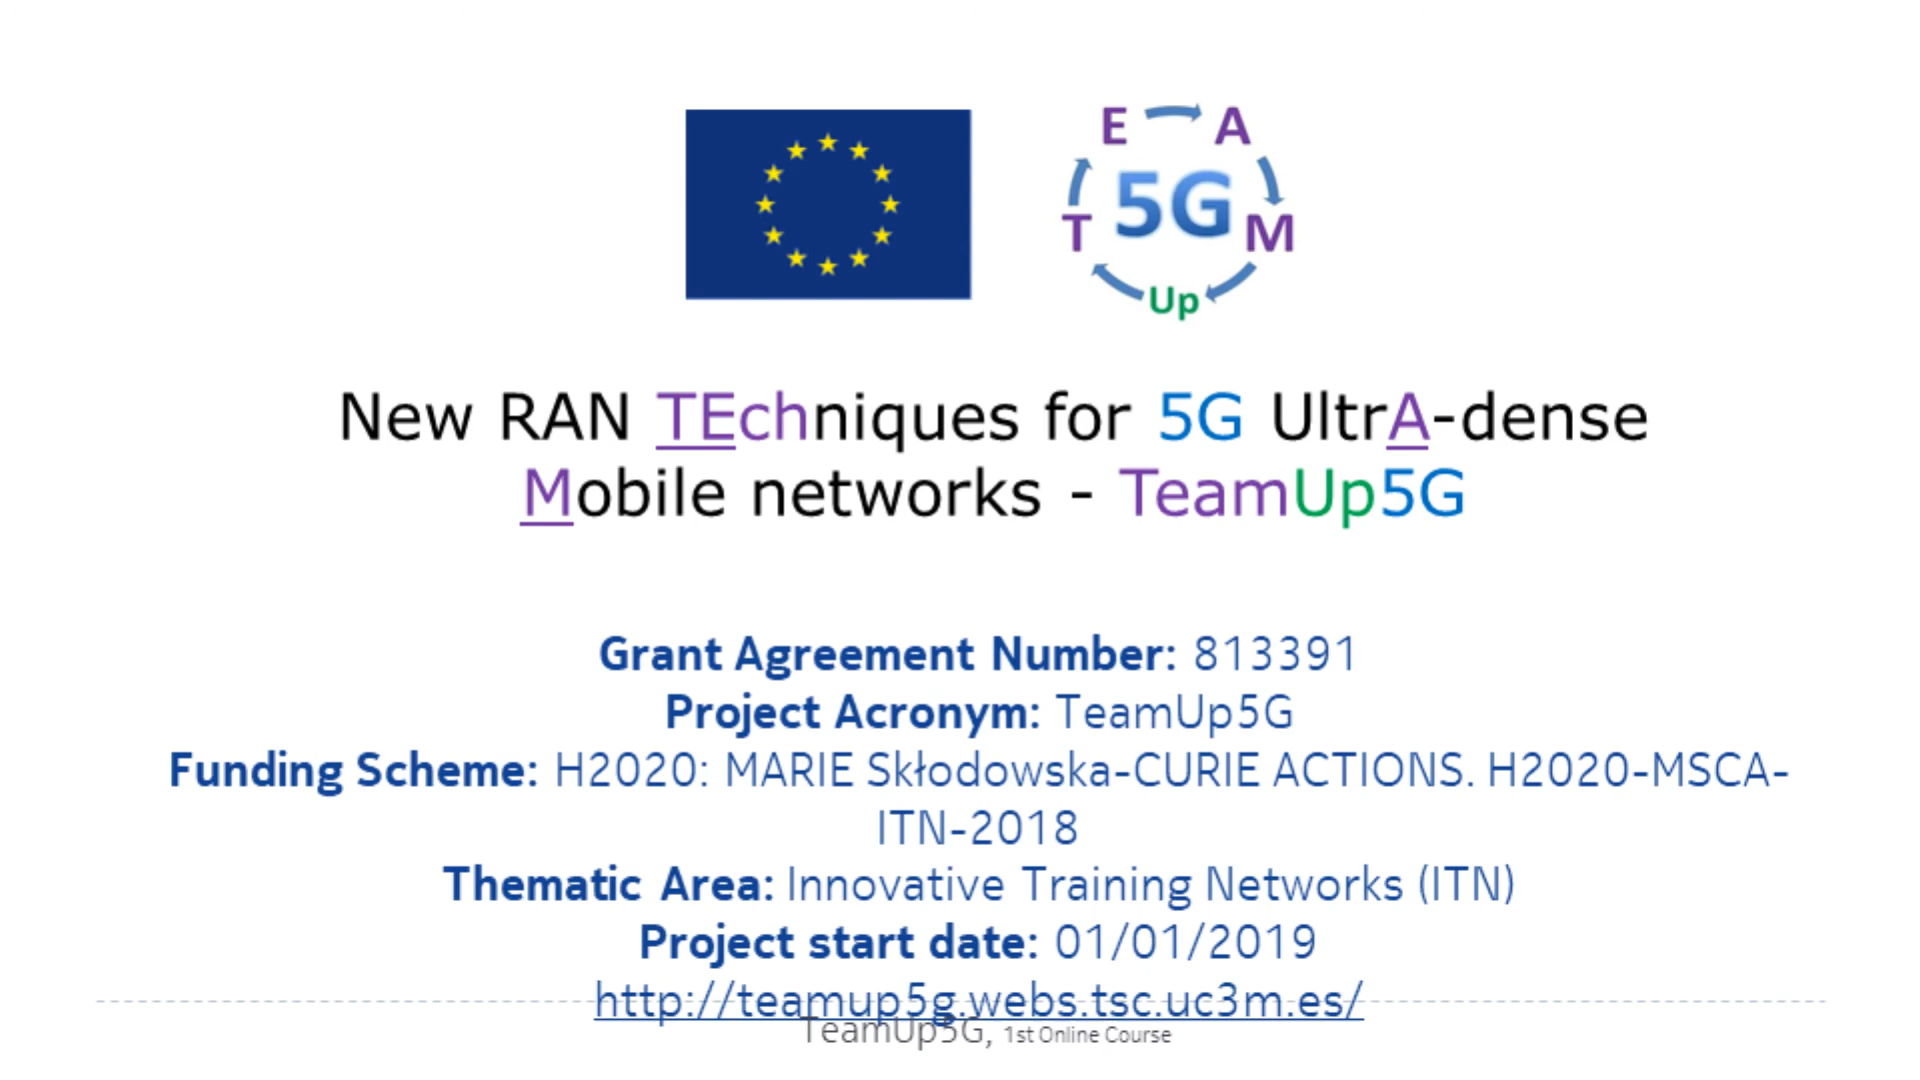 E A
5G
T M
Up
New RAN TEchniques for 5G UltrA-dense
Mobile networks - TeamUp5G
Grant Agreement Number: 813391
Project Acronym: TeamUp5G
Funding Scheme: H2020: MARIE Skłodowska-CURIE ACTIONS. H2020-MSCA-
ITN-2018
Thematic Area: Innovative Training Networks (ITN)
Project start date: 01/01/2019
http://teamup5g.webs.tsc.uc3m.es/
TeamUp5G, 1st Online Course